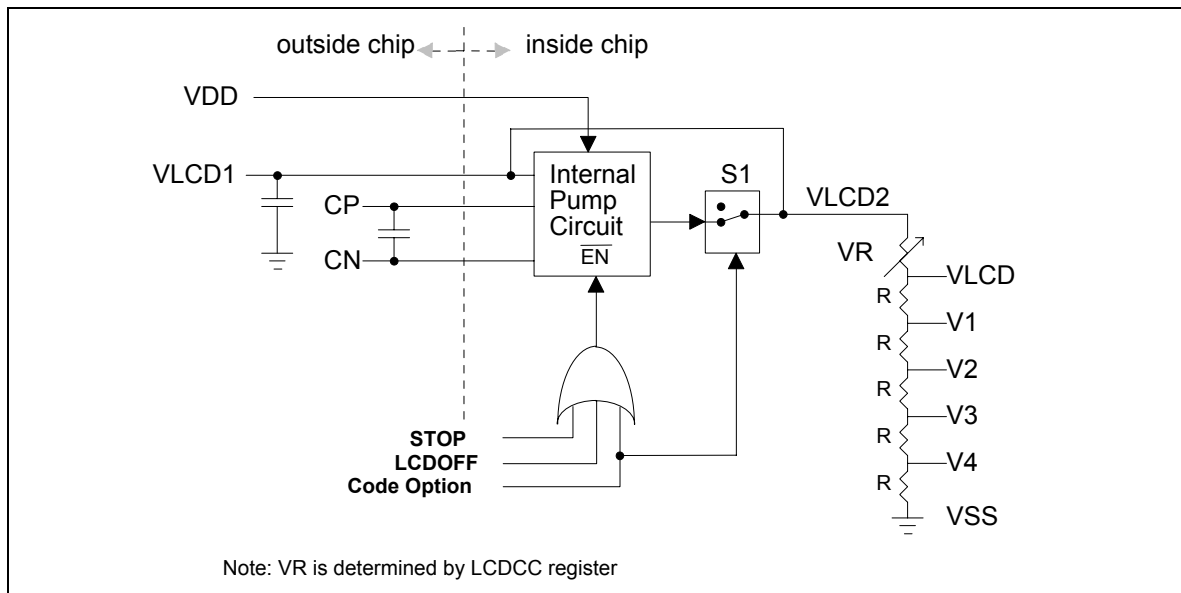 outside chip
inside chip
VDD
VLCD1
CP
CN
Internal
Pump
Circuit
EN
S1
VLCD2
VR
VLCD
R
V1
R
V2
R
V3
R
V4
R
VSS
STOP
LCDOFF
Code Option
Note: VR is determined by LCDCC register